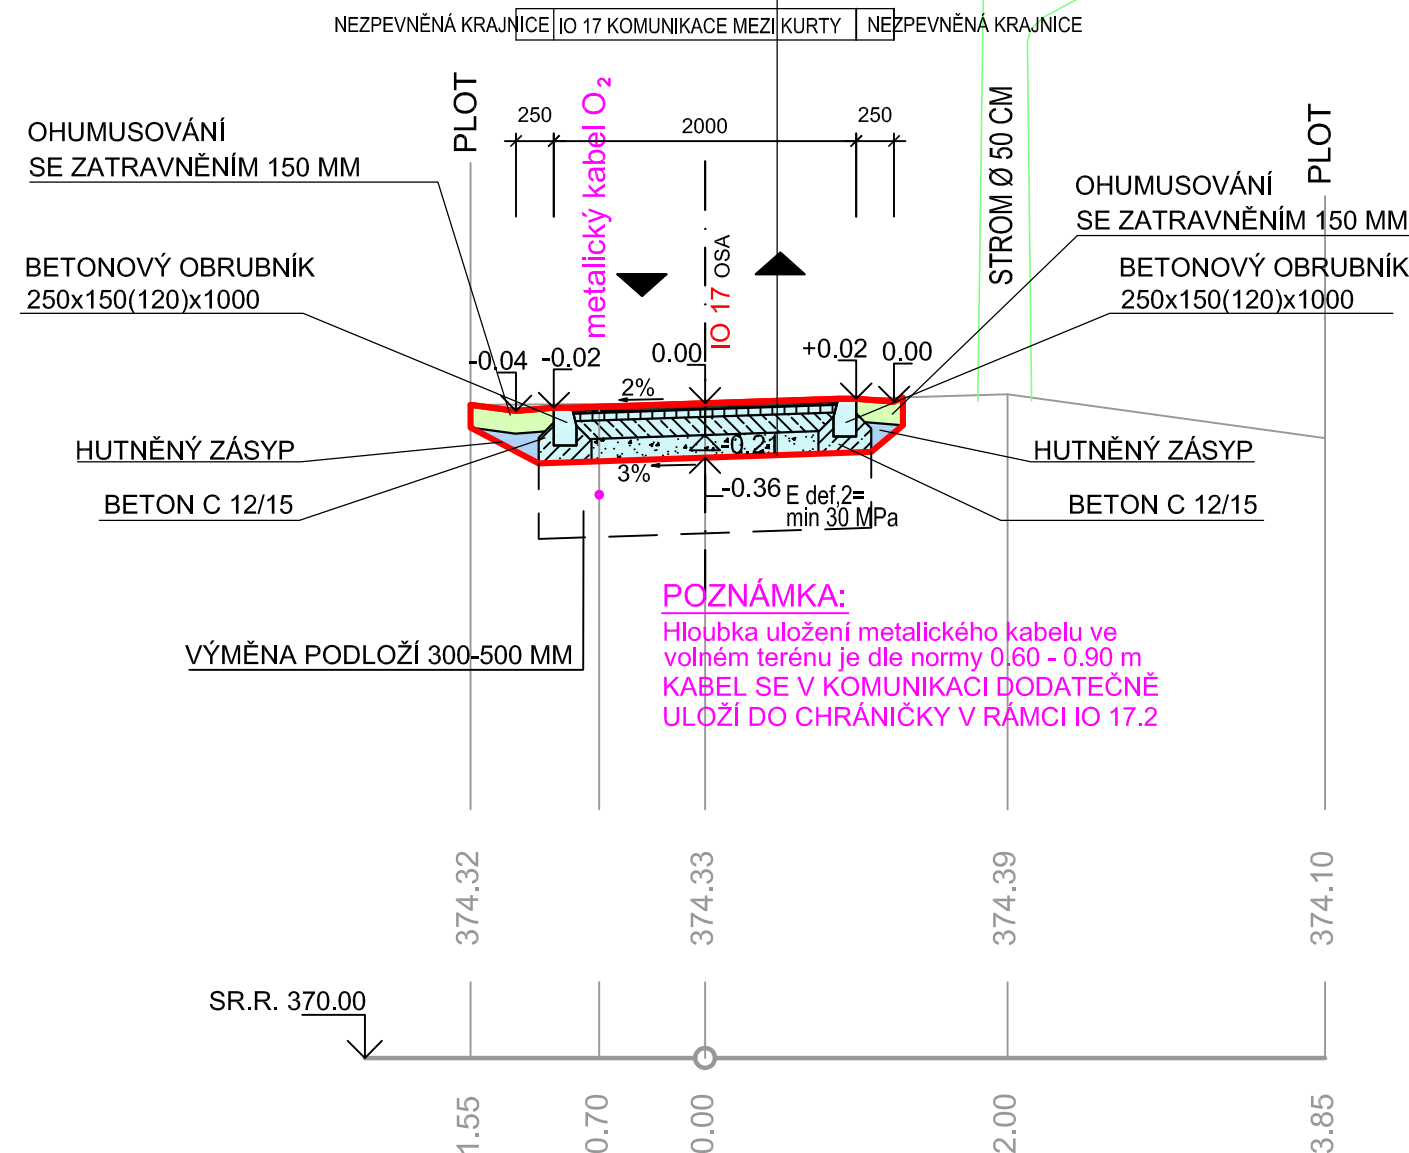 NEZPEVNĚNÁ KRAJNICE IO 17 KOMUNIKACE MEZI KURTY NEZPEVNĚNÁ KRAJNICE
PLOT
metalický kabel O₂
250
2000
250
STROM Ø 50 CM
PLOT
OHUMUSOVÁNÍ
SE ZATRAVNĚNÍM 150 MM
OHUMUSOVÁNÍ
SE ZATRAVNĚNÍM 150 MM
BETONOVÝ OBRUBNÍK
250x150(120)x1000
IO 17 OSA
BETONOVÝ OBRUBNÍK
250x150(120)x1000
-0.04
-0.02
0.00
+0.02
0.00
2%
HUTNĚNÝ ZÁSYP
-0.21
HUTNĚNÝ ZÁSYP
3%
-0.36
E def,2=
min 30 MPa
BETON C 12/15
BETON C 12/15
POZNÁMKA:
Hloubka uložení metalického kabelu ve
volném terénu je dle normy 0.60 - 0.90 m
KABEL SE V KOMUNIKACI DODATEČNĚ
ULOŽÍ DO CHRÁNIČKY V RÁMCI IO 17.2
VÝMĚNA PODLOŽÍ 300-500 MM
374.32
374.33
374.39
374.10
SR.R. 370.00
1.55
0.70
0.00
2.00
3.85